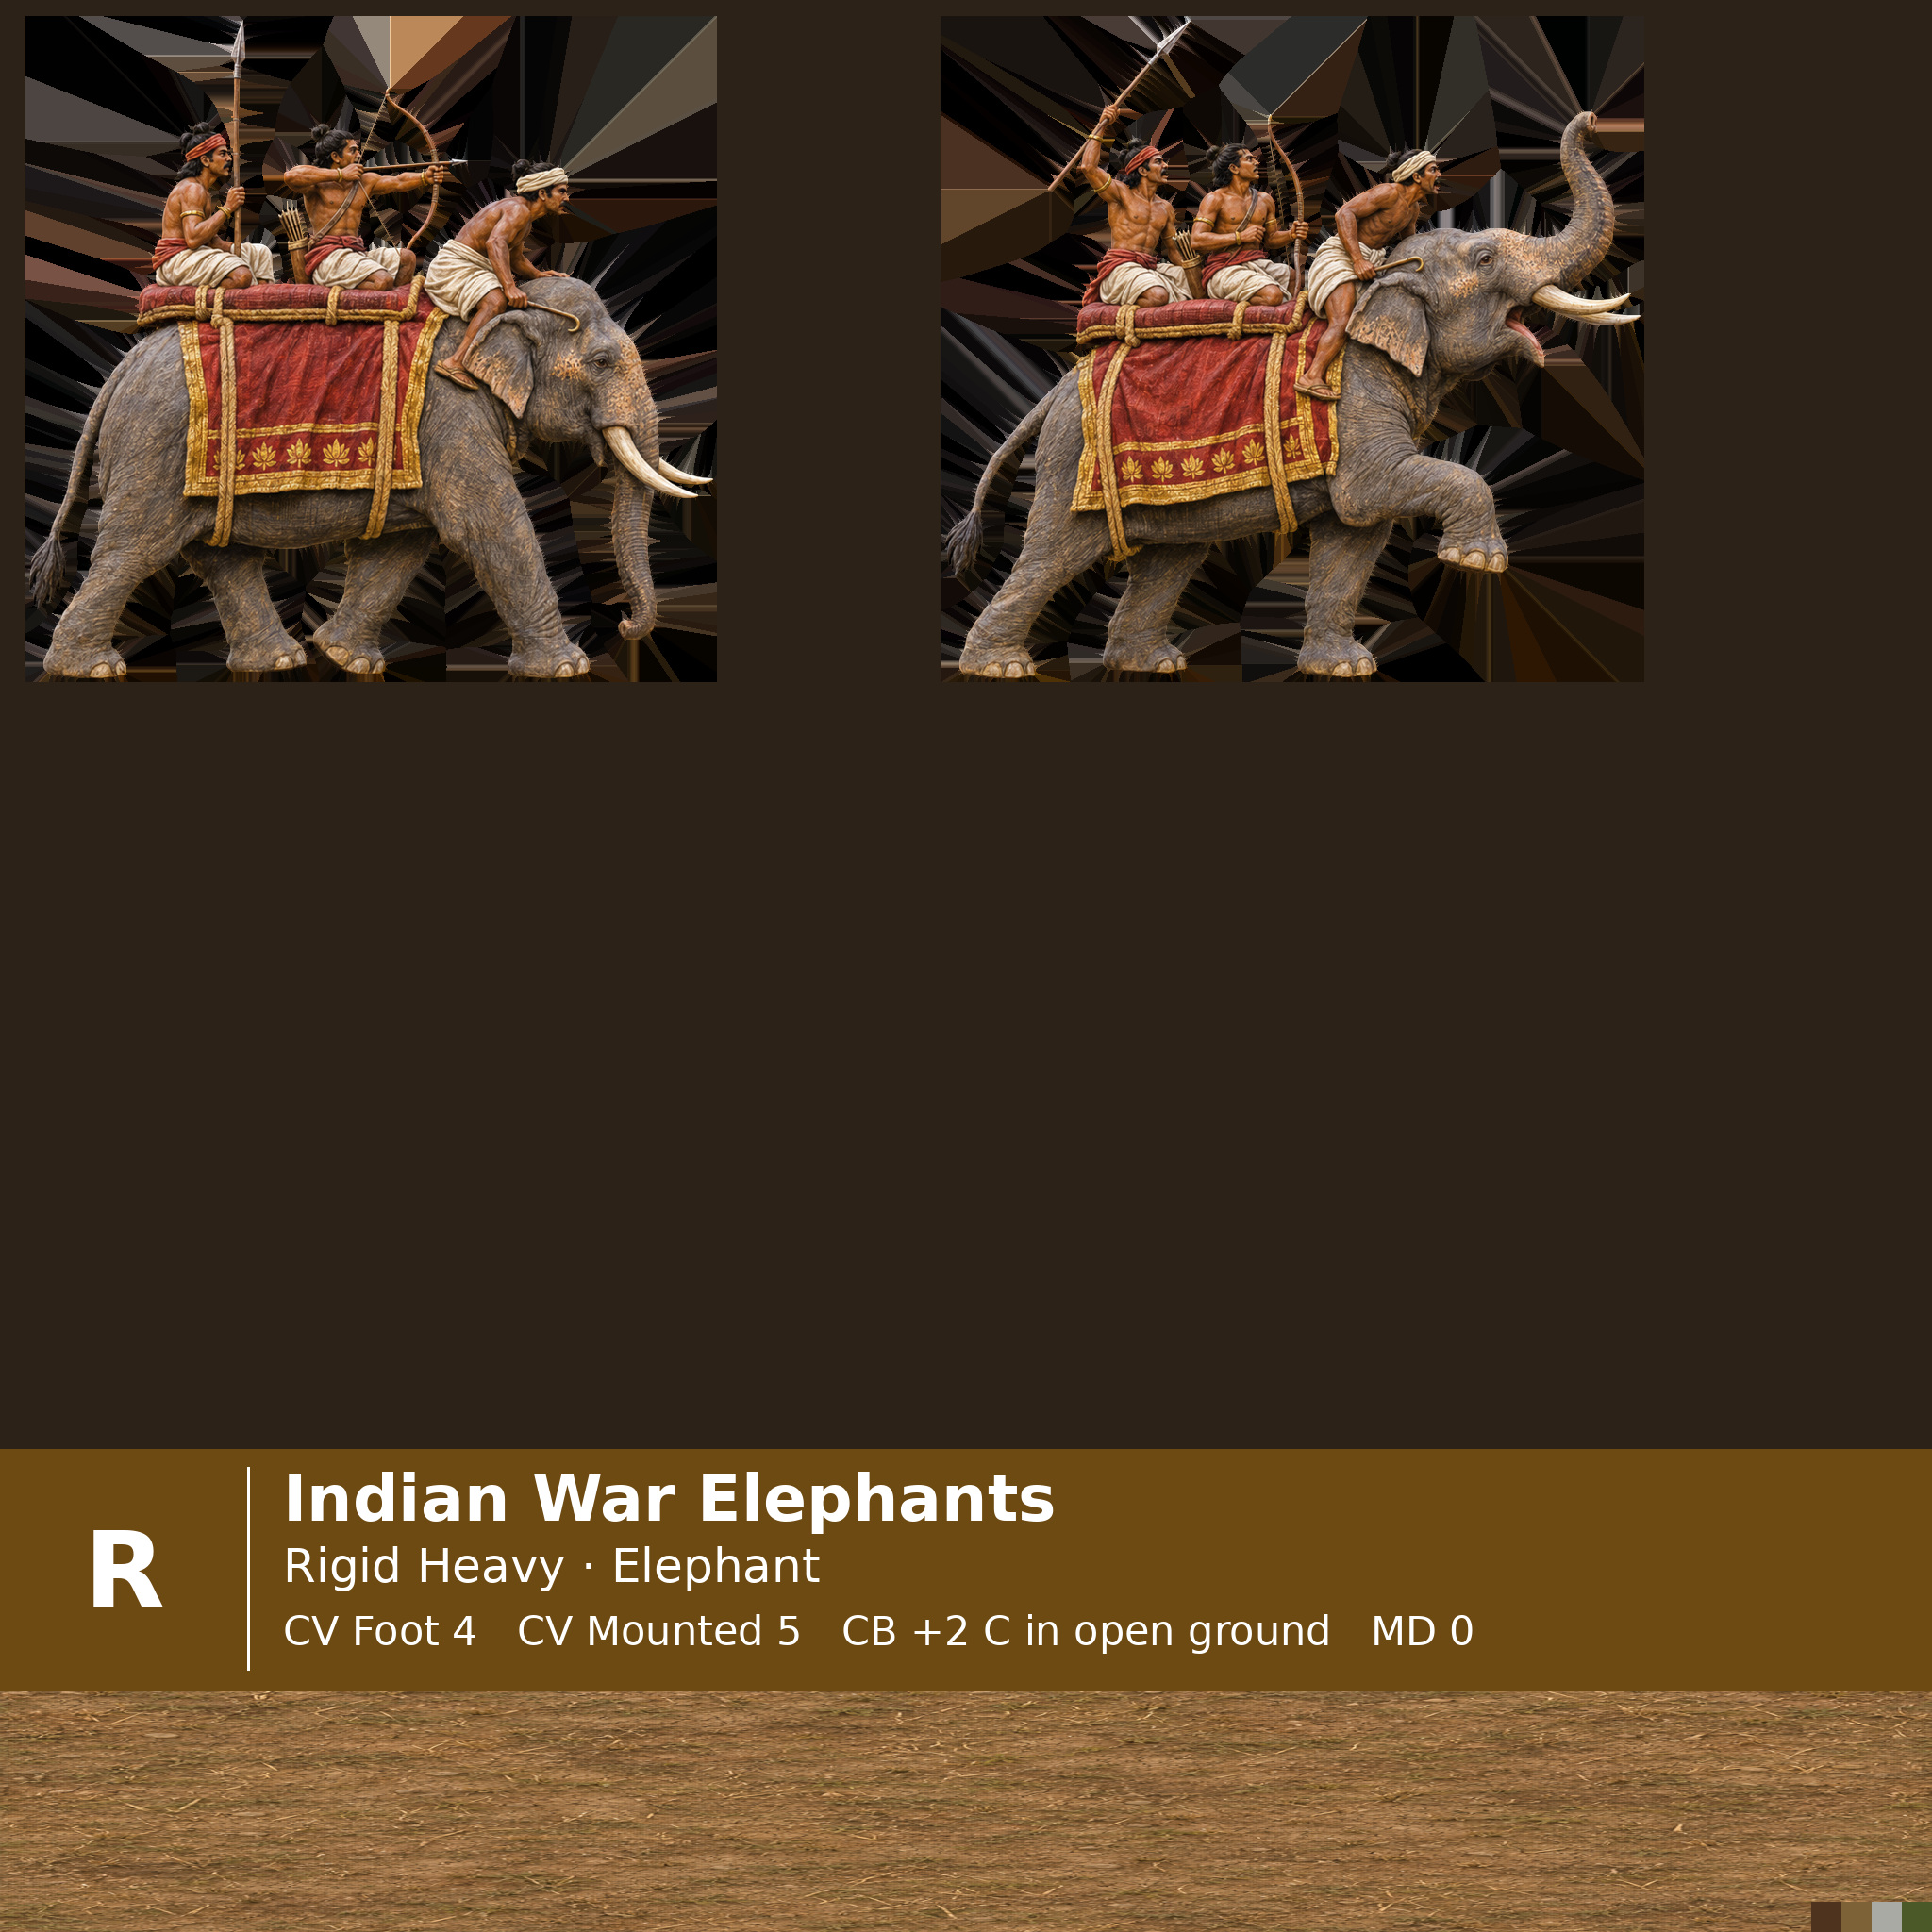 R
Indian War Elephants
Rigid Heavy · Elephant
CV Foot 4 CV Mounted 5 CB +2 C in open ground MD 0